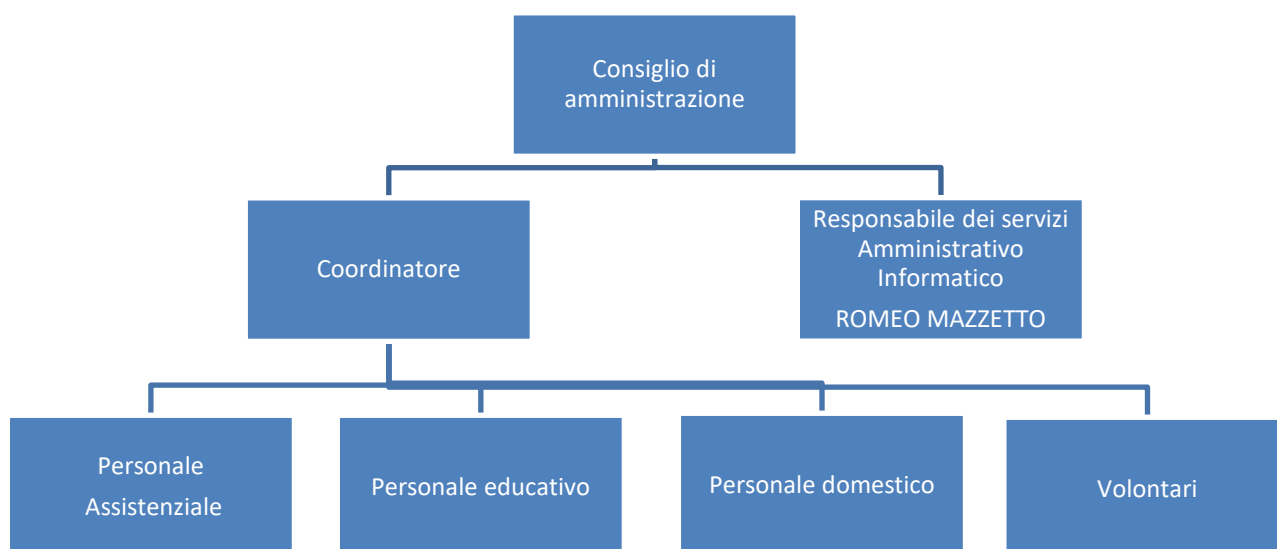 Consiglio di
amministrazione
Coordinatore
Responsabile dei servizi
Amministrativo
Informatico
ROMEO MAZZETTO
Personale
Assistenziale
Personale educativo
Personale domestico
Volontari